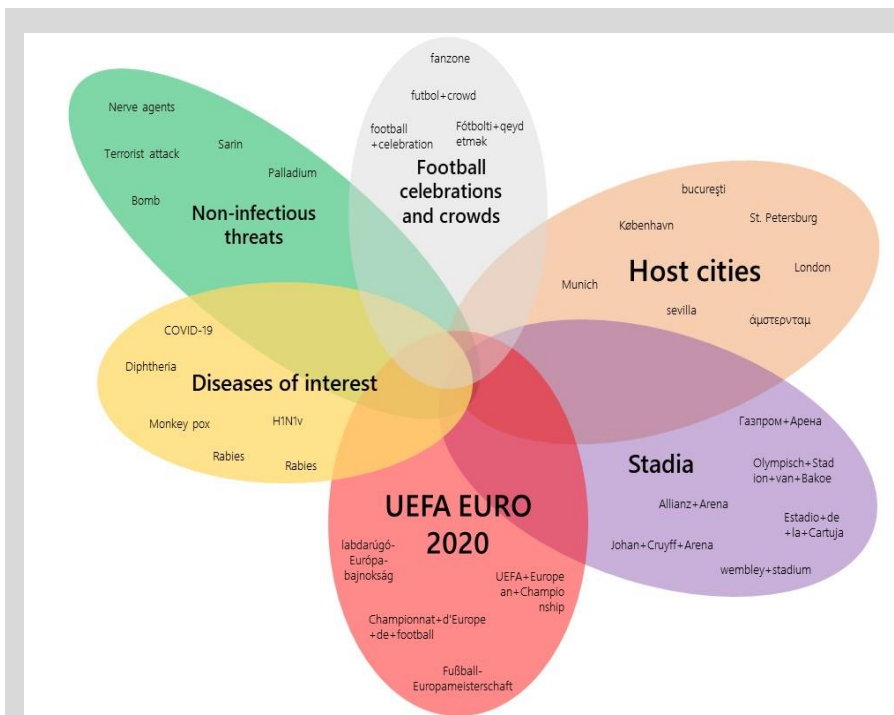 fanzone
futbol+crowd
football
+celebration
Fótbolti+qeyd
etmək
Football
celebrations
and crowds
Nerve agents
Sarin
Terrorist attack
Palladium
Bomb
Non-infectious
threats
bucureşti
København
St. Petersburg
Host cities
London
Munich
sevilla
άμστερνταμ
COVID-19
Diphtheria
Diseases of interest
Monkey pox
H1N1v
Rabies
Rabies
Газпром+Арена
Stadia
Olympisch+Stad
ion+van+Bakoe
Allianz+Arena
Estadio+de
+la+Cartuja
Johan+Cruyff+Arena
wembley+stadium
UEFA EURO
2020
labdarúgó-
Európa-
bajnokság
UEFA+Europe
an+Champio
nship
Championnat+d'Europe
+de+football
Fußball-
Europameisterschaft